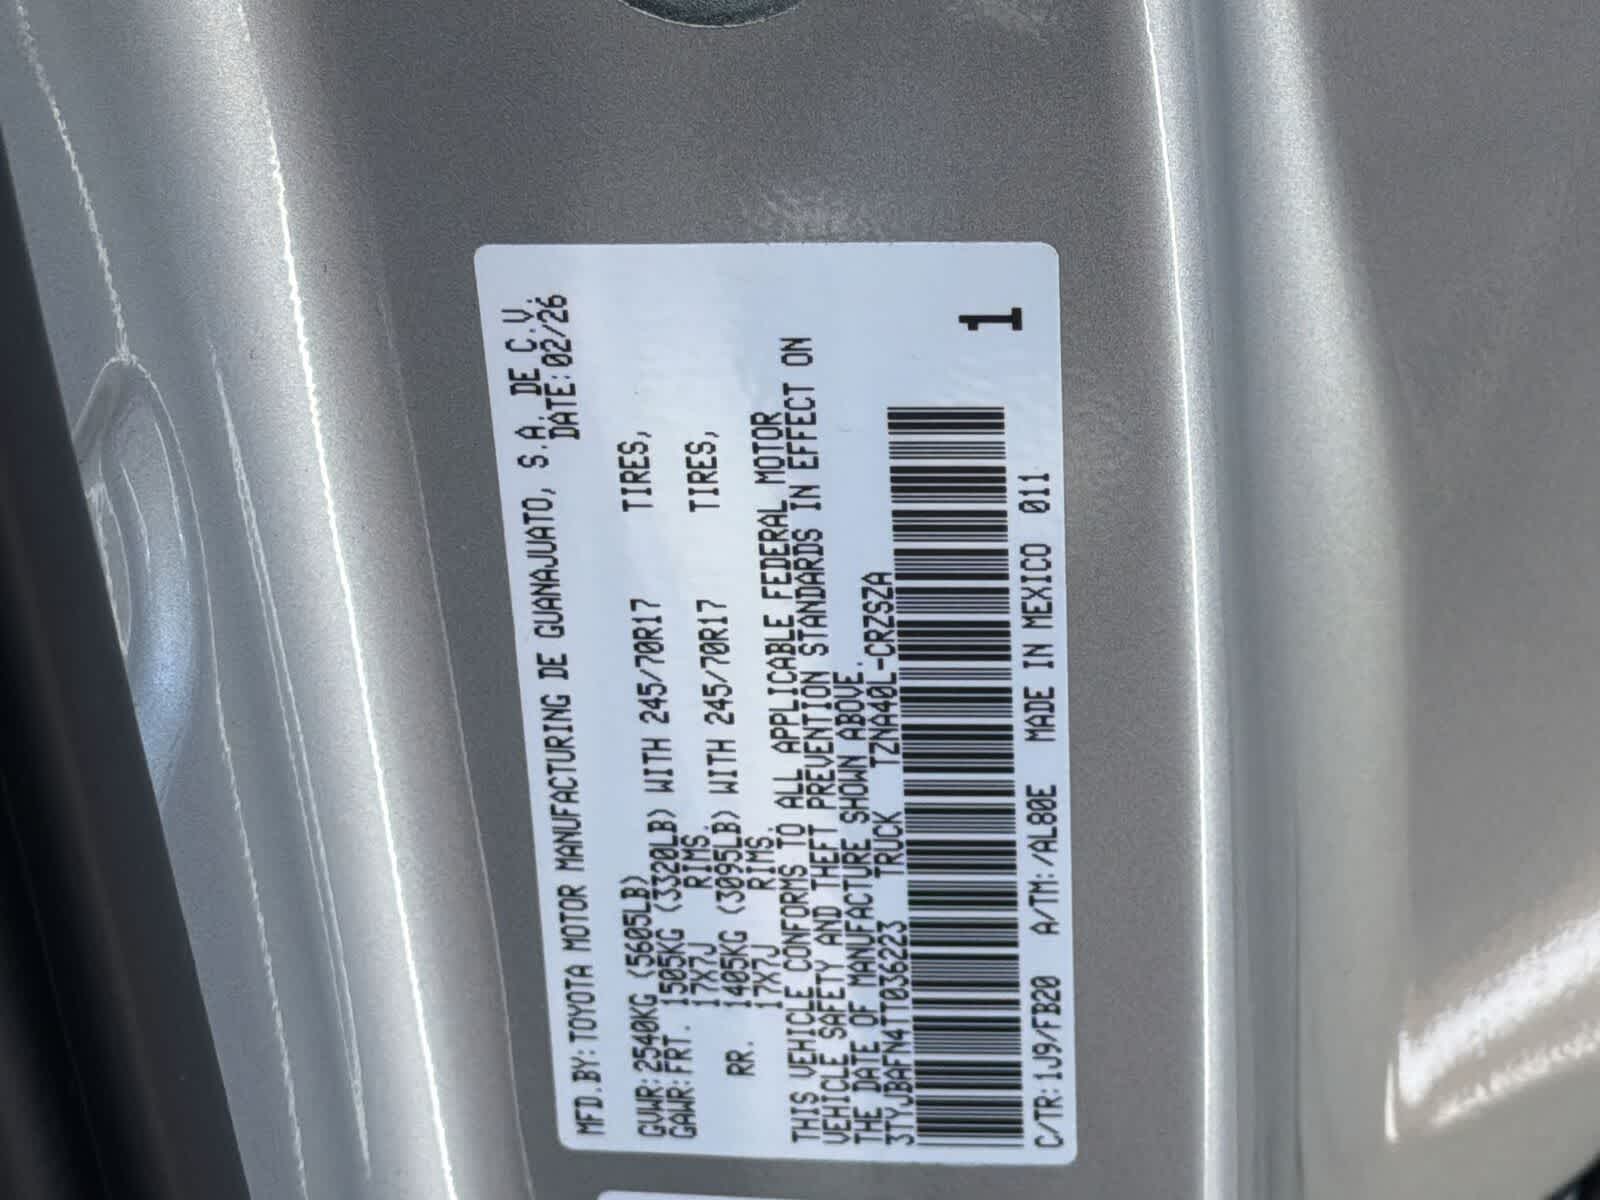 MFD.BY:TOYOTA MOTOR MANUFACTURING DE GUANAJUATO, S.A. DE C.V.
DATE:02/26
GVWR:2540KG (5605LB)
GAWR:FRT. 1505KG (3320LB) WITH 245/70R17 TIRES,
17X7J RIMS.
RR. 1405KG (3095LB) WITH 245/70R17 TIRES,
17X7J RIMS.
THIS VEHICLE CONFORMS TO ALL APPLICABLE FEDERAL MOTOR
VEHICLE SAFETY AND THEFT PREVENTION STANDARDS IN EFFECT ON
THE DATE OF MANUFACTURE SHOWN ABOVE.
3TYJBAFN4TT036223 TRUCK TZNA40L-CRZSZA
1
C/TR:1J9/FB20 A/TM:/AL80E MADE IN MEXICO 011